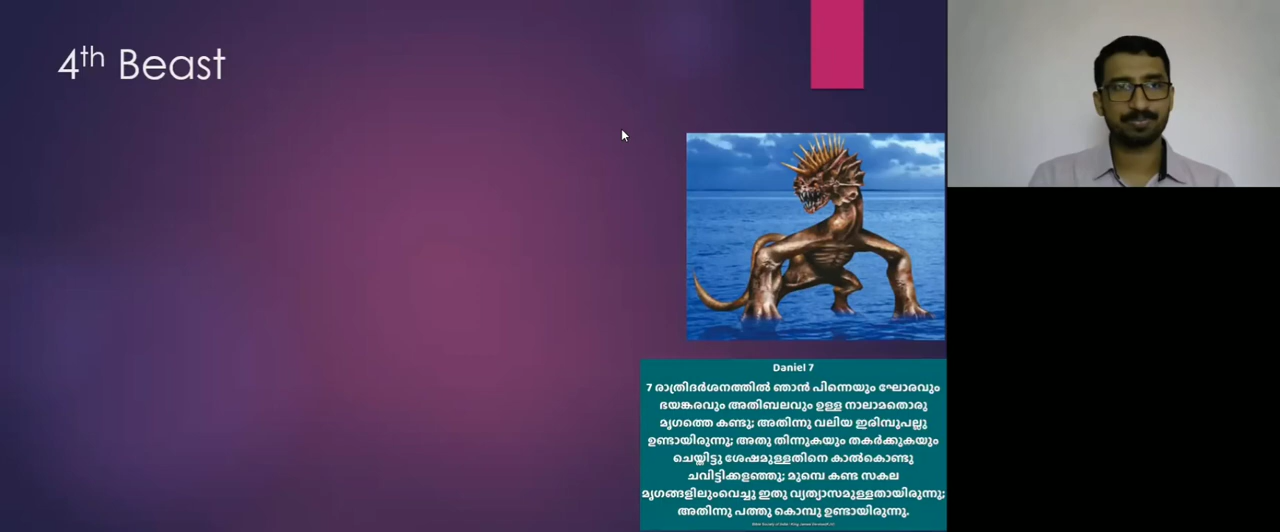 4th Beast
Daniel 7
7 രാത്രിദർശനത്തിൽ ഞാൻ പിന്നെയും ഘോരവും
ഭയങ്കരവും അതിബലവും ഉള്ള നാലാമതൊരു
മൃഗത്തെ കണ്ടു; അതിന്നു വലിയ ഇരിമ്പുപല്ലു
ഉണ്ടായിരുന്നു; അതു തിന്നുകയും തകർക്കുകയും
ചെയ്തിട്ടു ശേഷമുള്ളതിനെ കാൽകൊണ്ടു
ചവിട്ടിക്കളഞ്ഞു; മുമ്പെ കണ്ട സകല
മൃഗങ്ങളിലുംവെച്ചു ഇതു വ്യത്യാസമുള്ളതായിരുന്നു;
അതിന്നു പത്തു കൊമ്പു ഉണ്ടായിരുന്നു.